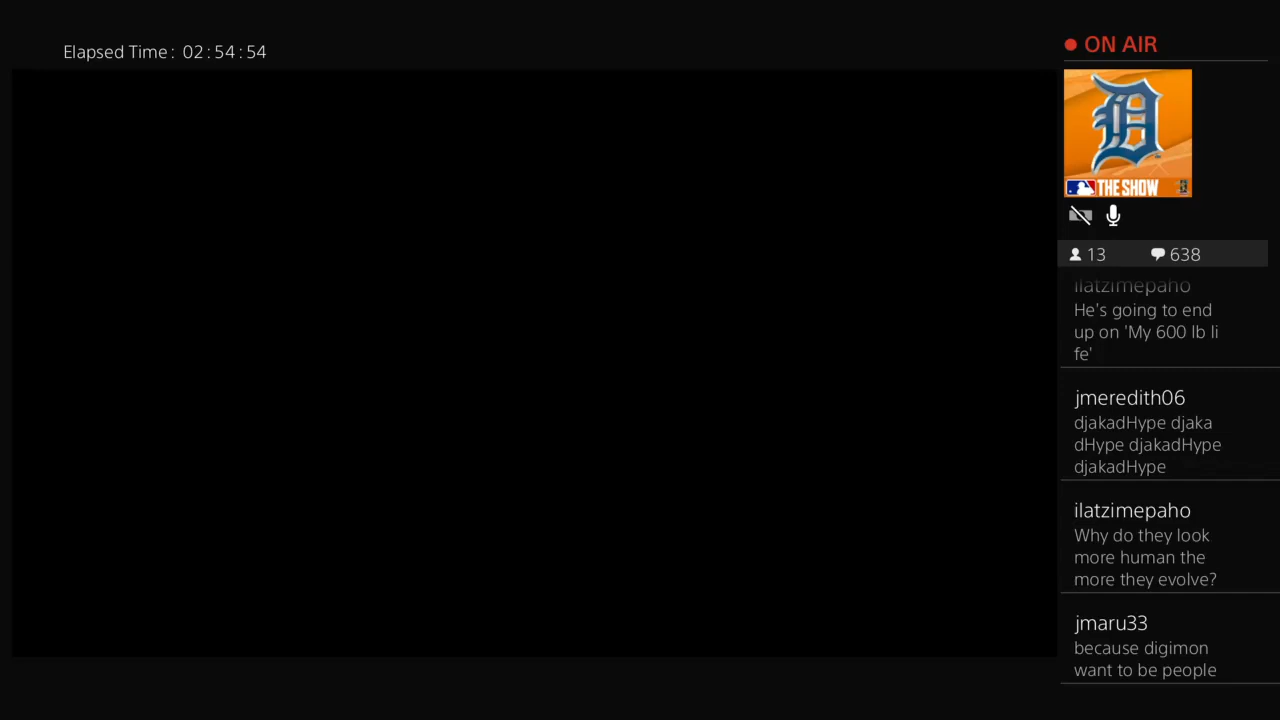 Elapsed Time: 02:54:54
ON AIR
D
THE SHOW
13 638
ilatzimepaho
He's going to end
up on 'My 600 lb li
fe'
jmeredith06
djakadHype djaka
dHype djakadHype
djakadHype
ilatzimepaho
Why do they look
more human the
more they evolve?
jmaru33
because digimon
want to be people